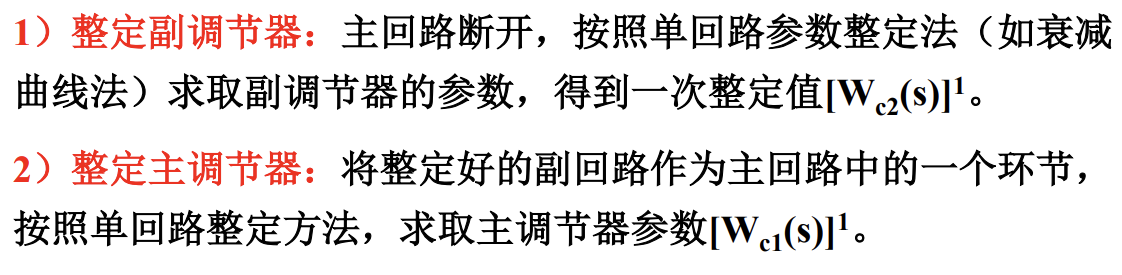 1）整定副调节器：主回路断开，按照单回路参数整定法（如衰减
曲线法）求取副调节器的参数，得到一次整定值[Wc2(s)]1。
2）整定主调节器：将整定好的副回路作为主回路中的一个环节，
按照单回路整定方法，求取主调节器参数[Wc1(s)]1。